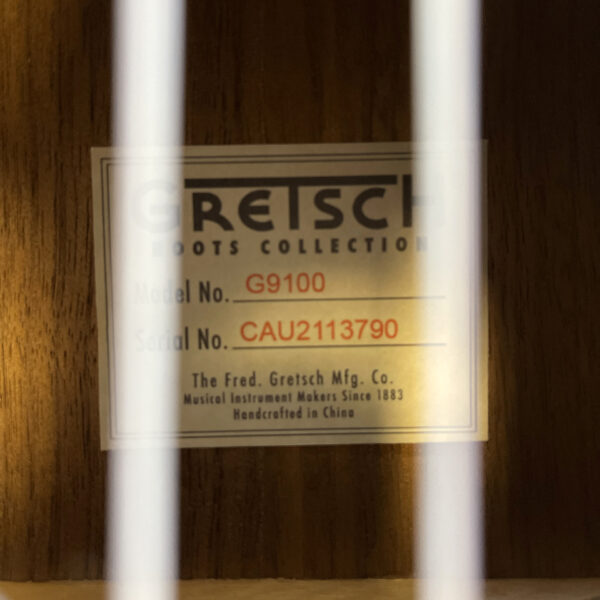 GRETSCH
ROOTS COLLECTION
Model No. G9100
Serial No. CAU2113790
The Fred. Gretsch Mfg. Co.
Musical Instrument Makers Since 1883
Handcrafted in China